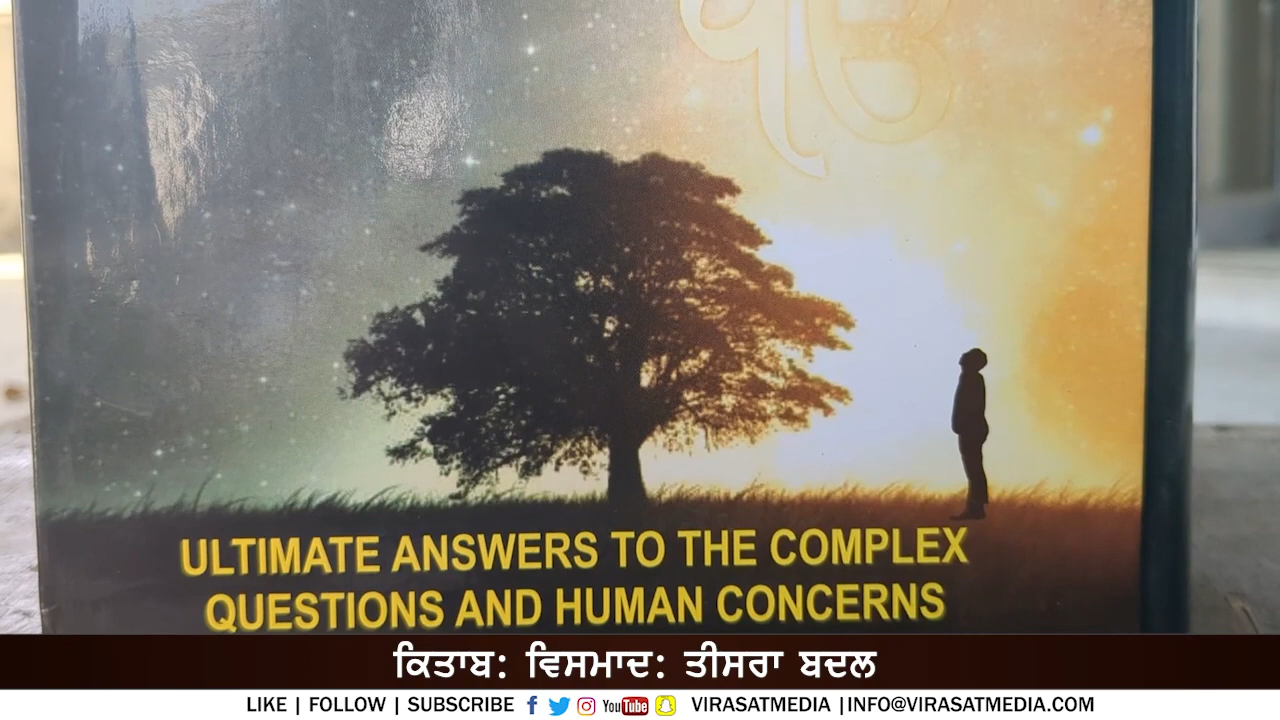 ੴ
ULTIMATE ANSWERS TO THE COMPLEX
QUESTIONS AND HUMAN CONCERNS
ਕਿਤਾਬ: ਵਿਸਮਾਦ: ਤੀਸਰਾ ਬਦਲ
LIKE | FOLLOW | SUBSCRIBE YouTube VIRASATMEDIA |INFO@VIRASATMEDIA.COM